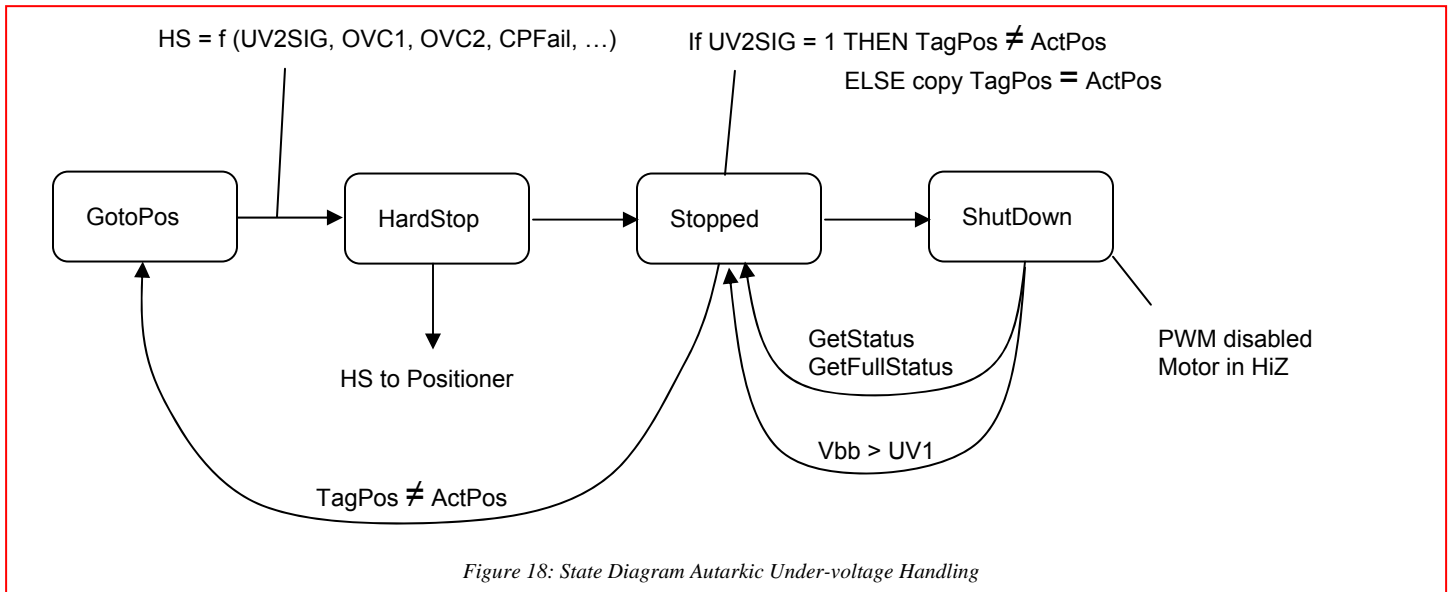 HS = f (UV2SIG, OVC1, OVC2, CPFail, …)
If UV2SIG = 1 THEN TagPos ≠ ActPos
ELSE copy TagPos = ActPos
GotoPos
HardStop
Stopped
ShutDown
HS to Positioner
GetStatus
GetFullStatus
PWM disabled
Motor in HiZ
Vbb > UV1
TagPos ≠ ActPos
Figure 18: State Diagram Autarkic Under-voltage Handling